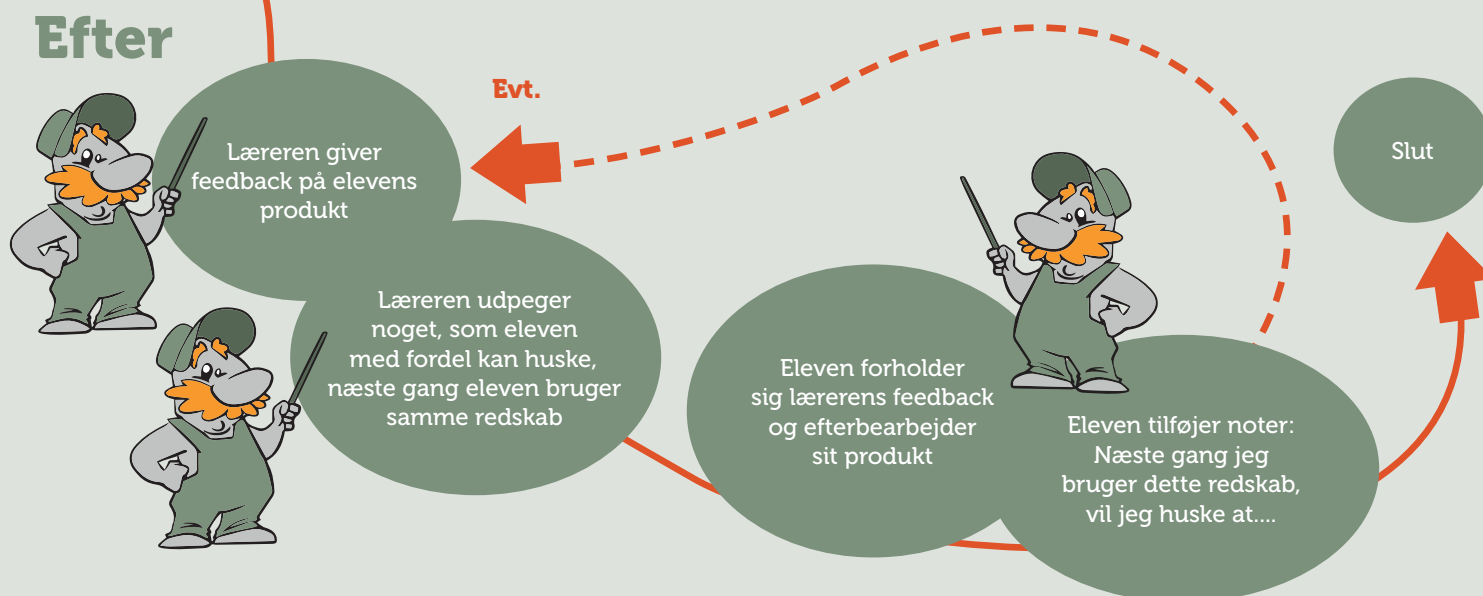 Efter
Evt.
Læreren giver
feedback på elevens
produkt
Læreren udpeger
noget, som eleven
med fordel kan huske,
næste gang eleven bruger
samme redskab
Eleven forholder
sig lærerens feedback
og efterbearbejder
sit produkt
Eleven tilføjer noter:
Næste gang jeg
bruger dette redskab,
vil jeg huske at....
Slut